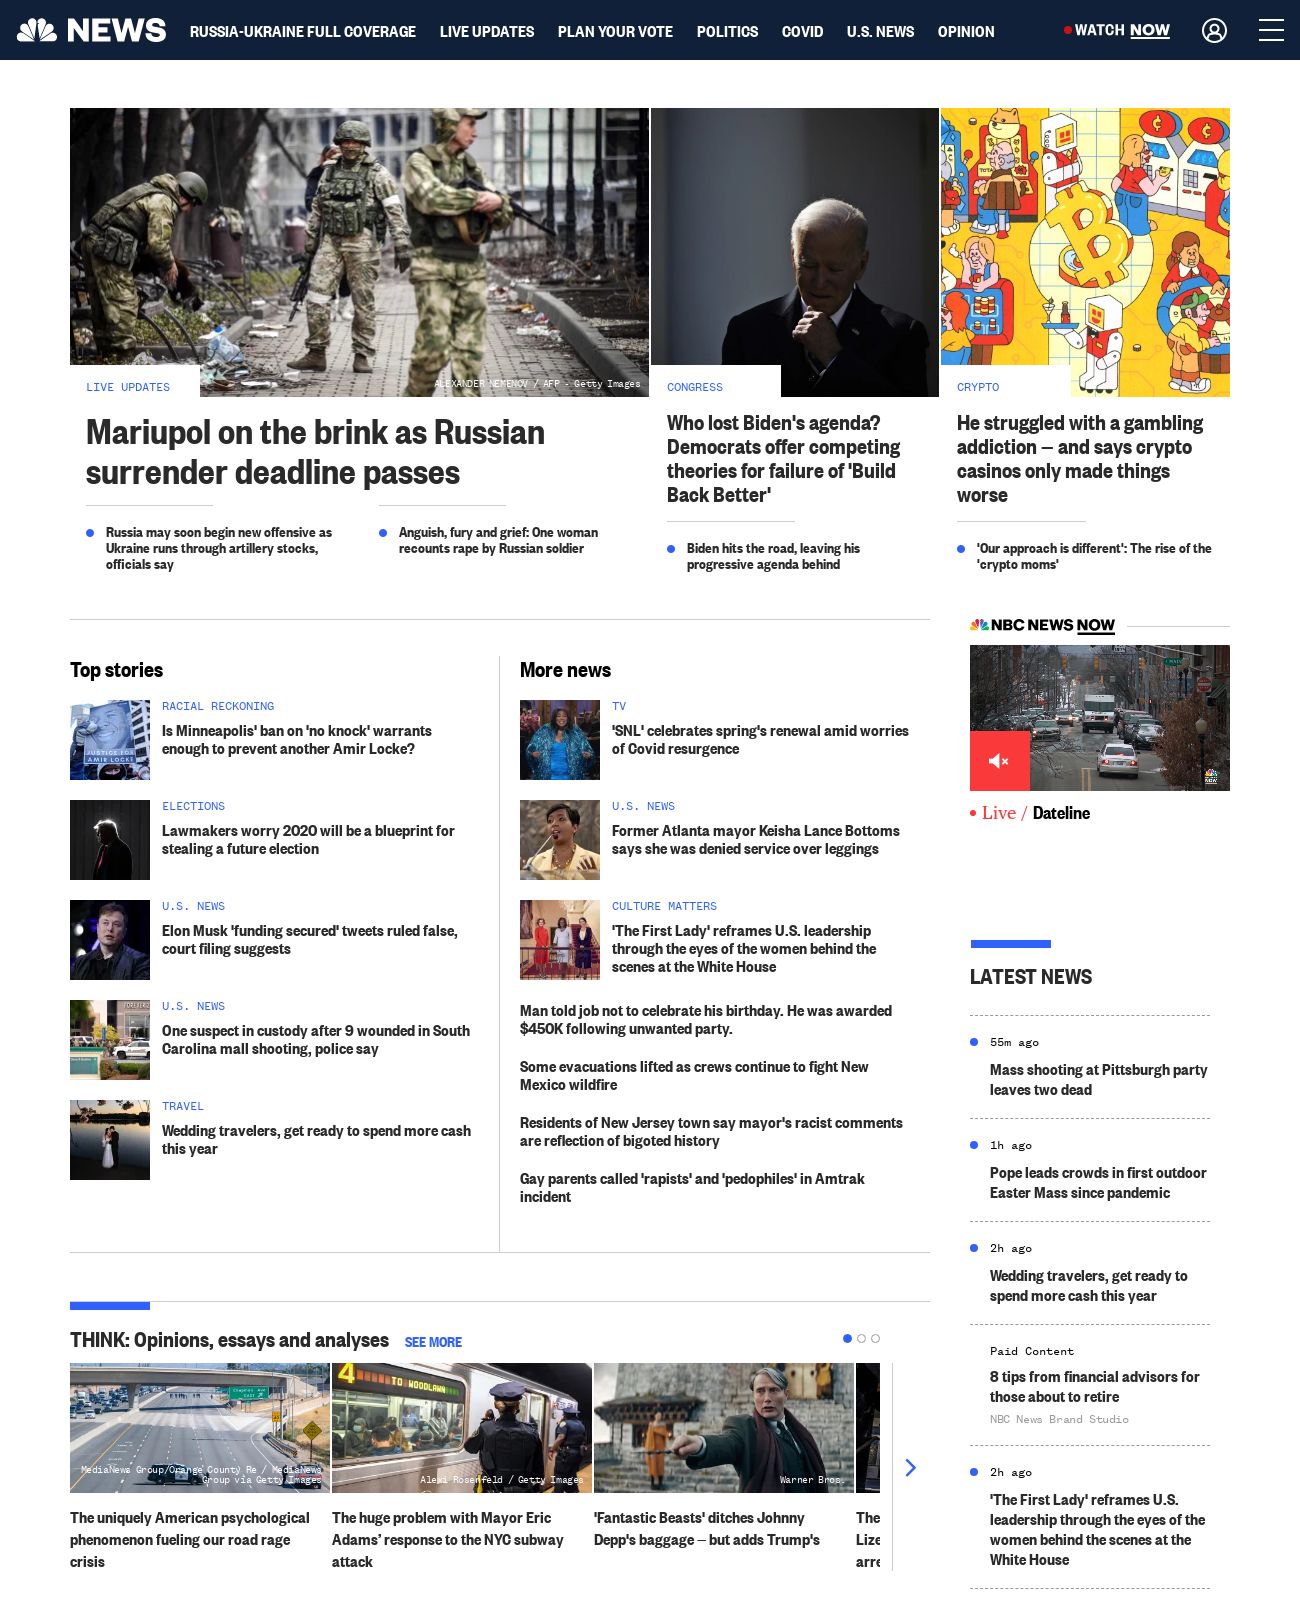 NEWS
RUSSIA-UKRAINE FULL COVERAGE
LIVE UPDATES
PLAN YOUR VOTE
POLITICS
COVID
U.S. NEWS
OPINION
WATCH NOW
ALEXANDER NEMENOV / AFP - Getty Images
LIVE UPDATES
Mariupol on the brink as Russian
surrender deadline passes
Russia may soon begin new offensive as
Ukraine runs through artillery stocks,
officials say
Anguish, fury and grief: One woman
recounts rape by Russian soldier
CONGRESS
Who lost Biden's agenda?
Democrats offer competing
theories for failure of 'Build
Back Better'
Biden hits the road, leaving his
progressive agenda behind
CRYPTO
He struggled with a gambling
addiction — and says crypto
casinos only made things
worse
'Our approach is different': The rise of the
'crypto moms'
Top stories
JUSTICE FOR
AMIR LOCKE
RACIAL RECKONING
Is Minneapolis' ban on 'no knock' warrants
enough to prevent another Amir Locke?
ELECTIONS
Lawmakers worry 2020 will be a blueprint for
stealing a future election
U.S. NEWS
Elon Musk 'funding secured' tweets ruled false,
court filing suggests
U.S. NEWS
One suspect in custody after 9 wounded in South
Carolina mall shooting, police say
TRAVEL
Wedding travelers, get ready to spend more cash
this year
More news
TV
'SNL' celebrates spring's renewal amid worries
of Covid resurgence
U.S. NEWS
Former Atlanta mayor Keisha Lance Bottoms
says she was denied service over leggings
CULTURE MATTERS
'The First Lady' reframes U.S. leadership
through the eyes of the women behind the
scenes at the White House
Man told job not to celebrate his birthday. He was awarded
$450K following unwanted party.
Some evacuations lifted as crews continue to fight New
Mexico wildfire
Residents of New Jersey town say mayor's racist comments
are reflection of bigoted history
Gay parents called 'rapists' and 'pedophiles' in Amtrak
incident
NBC NEWS NOW
Live / Dateline
LATEST NEWS
55m ago
Mass shooting at Pittsburgh party
leaves two dead
1h ago
Pope leads crowds in first outdoor
Easter Mass since pandemic
2h ago
Wedding travelers, get ready to
spend more cash this year
Paid Content
8 tips from financial advisors for
those about to retire
NBC News Brand Studio
2h ago
'The First Lady' reframes U.S.
leadership through the eyes of the
women behind the scenes at the
White House
THINK: Opinions, essays and analyses
SEE MORE
MediaNews Group/Orange County Re / MediaNews
Group via Getty Images
The uniquely American psychological
phenomenon fueling our road rage
crisis
4 TO WOODLAWN
Alexi Rosenfeld / Getty Images
The huge problem with Mayor Eric
Adams’ response to the NYC subway
attack
Warner Bros.
'Fantastic Beasts' ditches Johnny
Depp's baggage — but adds Trump's
The
Lize
arre